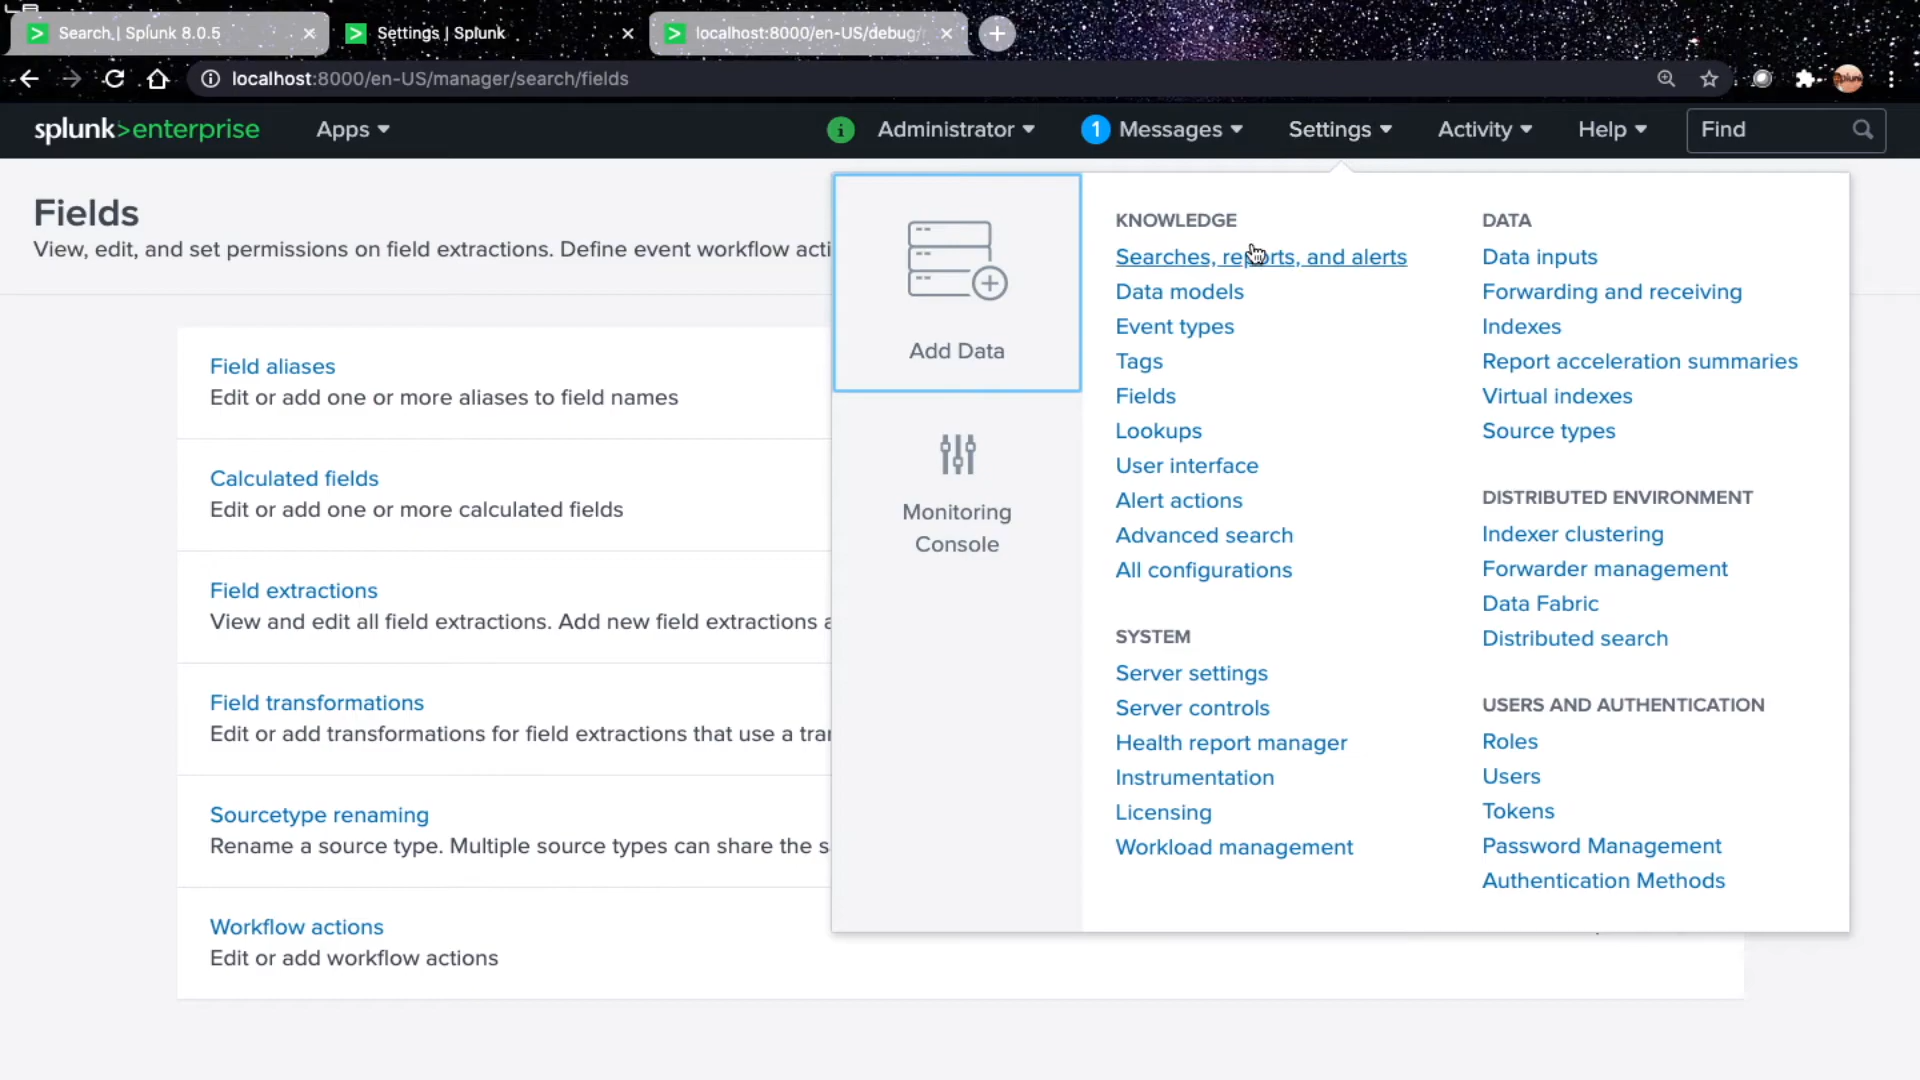 Search | Splunk 8.0.5
Settings | Splunk
localhost:8000/en-US/debug/
localhost:8000/en-US/manager/search/fields
splunk>enterprise
Apps
i
Administrator
1
Messages
Settings
Activity
Help
Find
Fields
View, edit, and set permissions on field extractions. Define event workflow acti
Field aliases
Edit or add one or more aliases to field names
Calculated fields
Edit or add one or more calculated fields
Field extractions
View and edit all field extractions. Add new field extractions a
Field transformations
Edit or add transformations for field extractions that use a tra
Sourcetype renaming
Rename a source type. Multiple source types can share the s
Workflow actions
Edit or add workflow actions
Add Data
Monitoring
Console
KNOWLEDGE
Searches, reports, and alerts
Data models
Event types
Tags
Fields
Lookups
User interface
Alert actions
Advanced search
All configurations
SYSTEM
Server settings
Server controls
Health report manager
Instrumentation
Licensing
Workload management
DATA
Data inputs
Forwarding and receiving
Indexes
Report acceleration summaries
Virtual indexes
Source types
DISTRIBUTED ENVIRONMENT
Indexer clustering
Forwarder management
Data Fabric
Distributed search
USERS AND AUTHENTICATION
Roles
Users
Tokens
Password Management
Authentication Methods